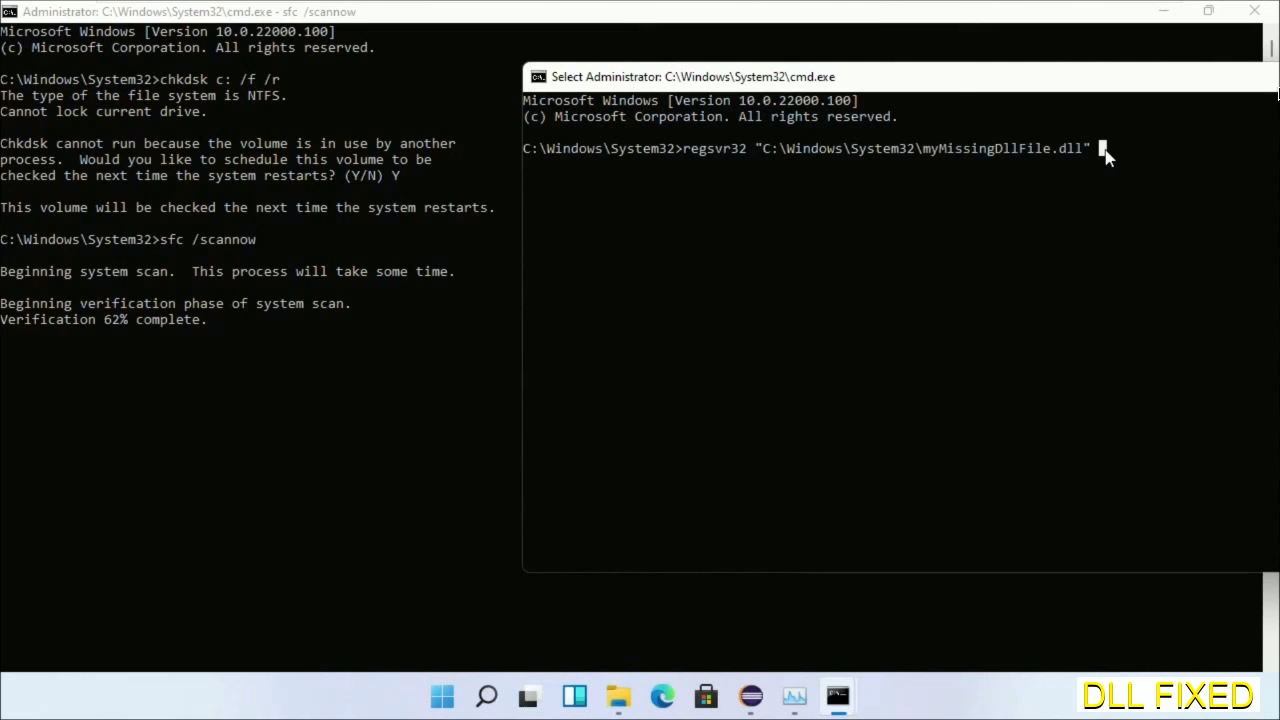 Administrator: C:\Windows\System32\cmd.exe - sfc /scannow
Microsoft Windows [Version 10.0.22000.100]
(c) Microsoft Corporation. All rights reserved.
C:\Windows\System32>chkdsk c: /f /r
The type of the file system is NTFS.
Cannot lock current drive.
Chkdsk cannot run because the volume is in use by another
process.  Would you like to schedule this volume to be
checked the next time the system restarts? (Y/N) Y
This volume will be checked the next time the system restarts.
C:\Windows\System32>sfc /scannow
Beginning system scan.  This process will take some time.
Beginning verification phase of system scan.
Verification 62% complete.
Select Administrator: C:\Windows\System32\cmd.exe
Microsoft Windows [Version 10.0.22000.100]
(c) Microsoft Corporation. All rights reserved.
C:\Windows\System32>regsvr32 "C:\Windows\System32\myMissingDllFile.dll"
DLL FIXED